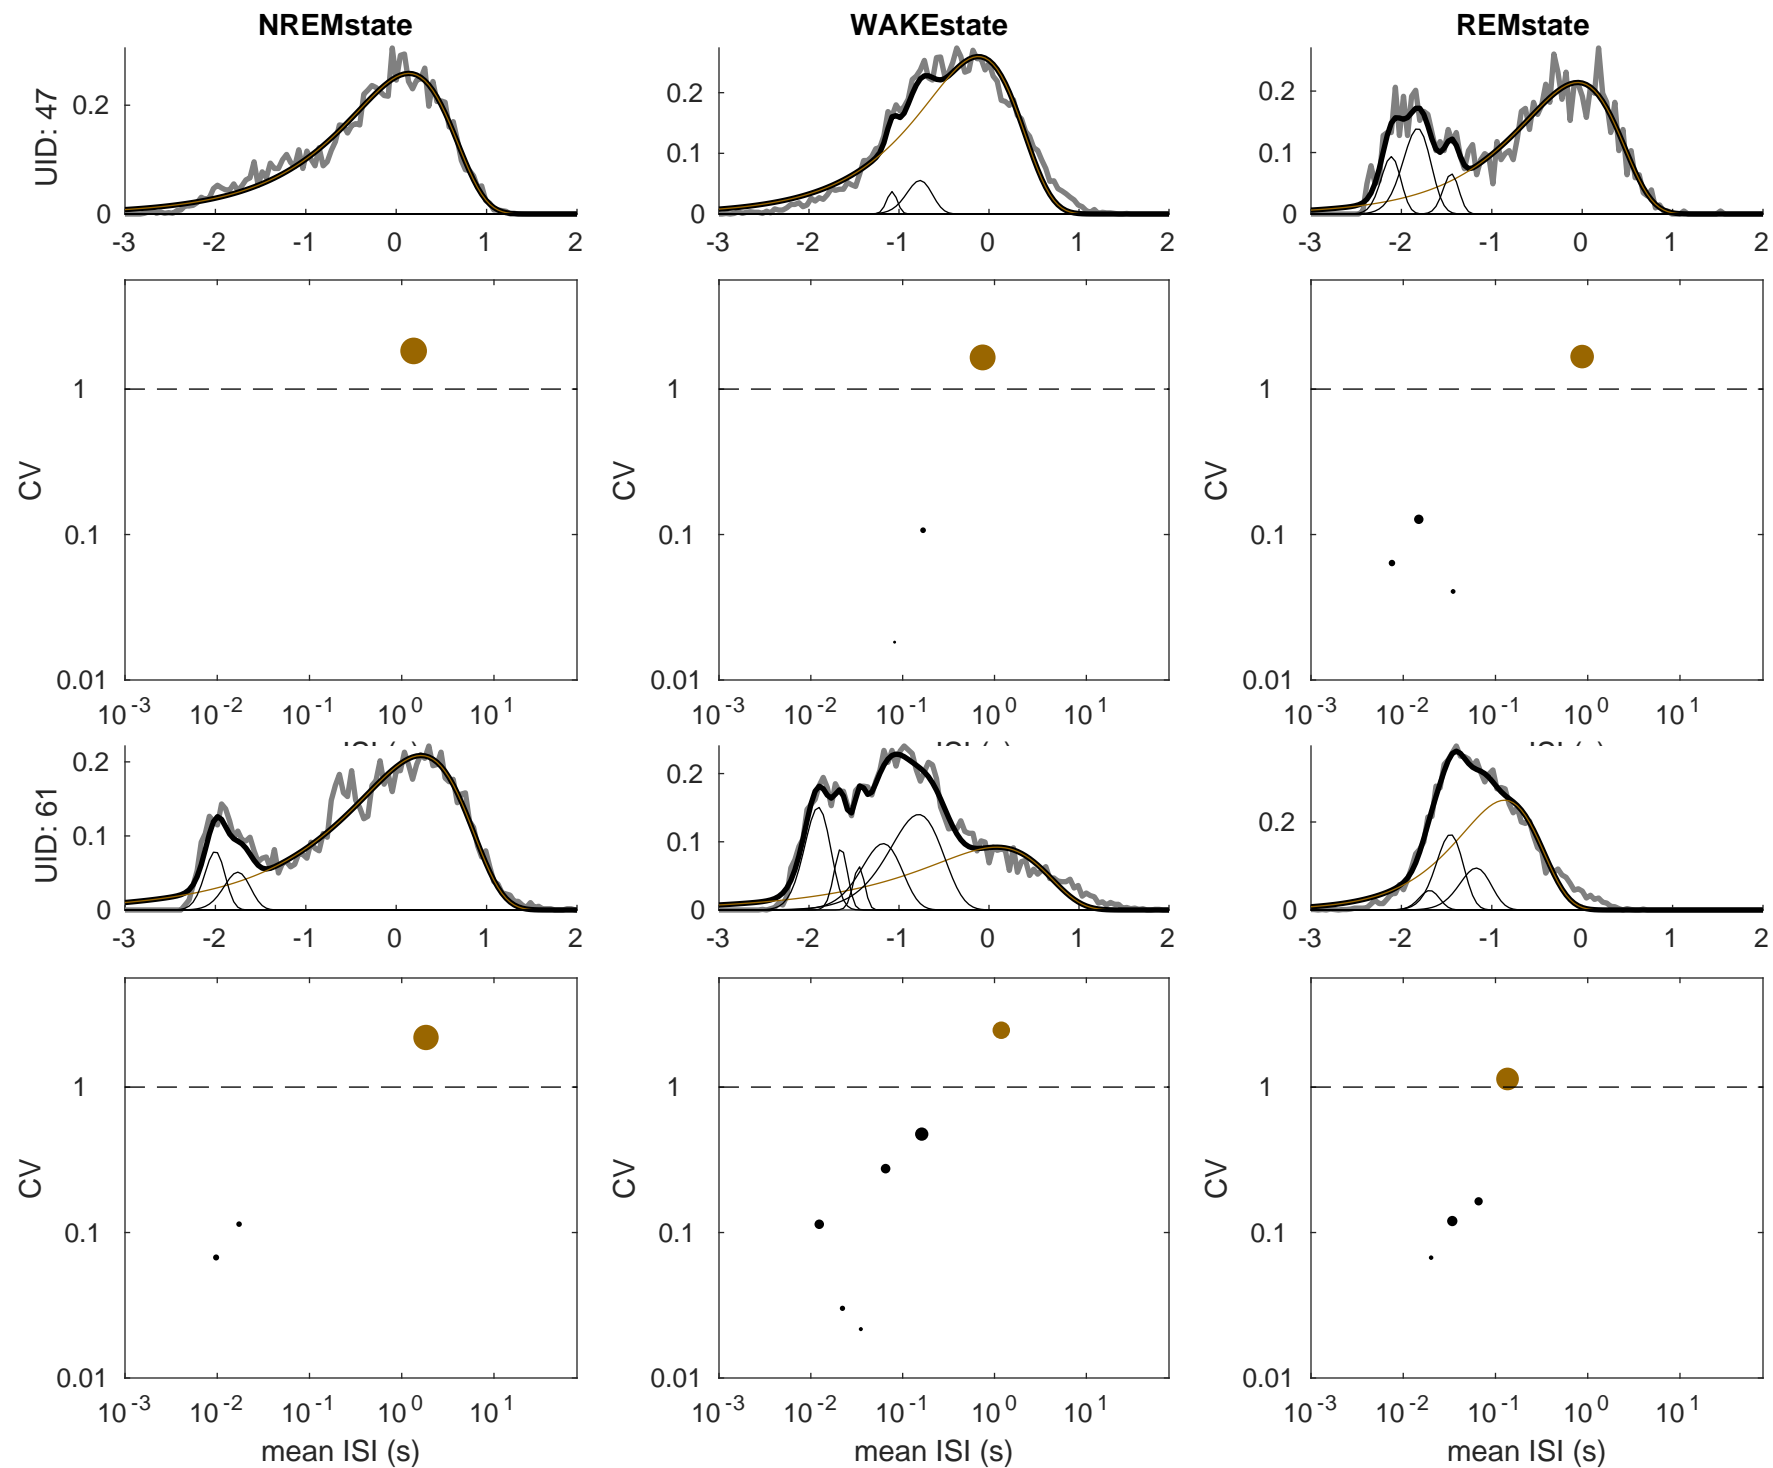 NREMstate WAKEstate REMstate
UID: 47
0.2 0.2 0.2
0.1 0.1 0.1
0 0 0
-3 -2 -1 0 1 2 -3 -2 -1 0 1 2 -3 -2 -1 0 1 2
CV CV CV
1 1 1
0.1 0.1 0.1
0.01 0.01 0.01
10^-3 10^-2 10^-1 10^0 10^1 10^-3 10^-2 10^-1 10^0 10^1 10^-3 10^-2 10^-1 10^0 10^1
ISI (s) ISI (s) ISI (s)
UID: 61
0.2 0.2 0.2
0.1 0.1
0 0 0
-3 -2 -1 0 1 2 -3 -2 -1 0 1 2 -3 -2 -1 0 1 2
CV CV CV
1 1 1
0.1 0.1 0.1
0.01 0.01 0.01
10^-3 10^-2 10^-1 10^0 10^1 10^-3 10^-2 10^-1 10^0 10^1 10^-3 10^-2 10^-1 10^0 10^1
mean ISI (s) mean ISI (s) mean ISI (s)